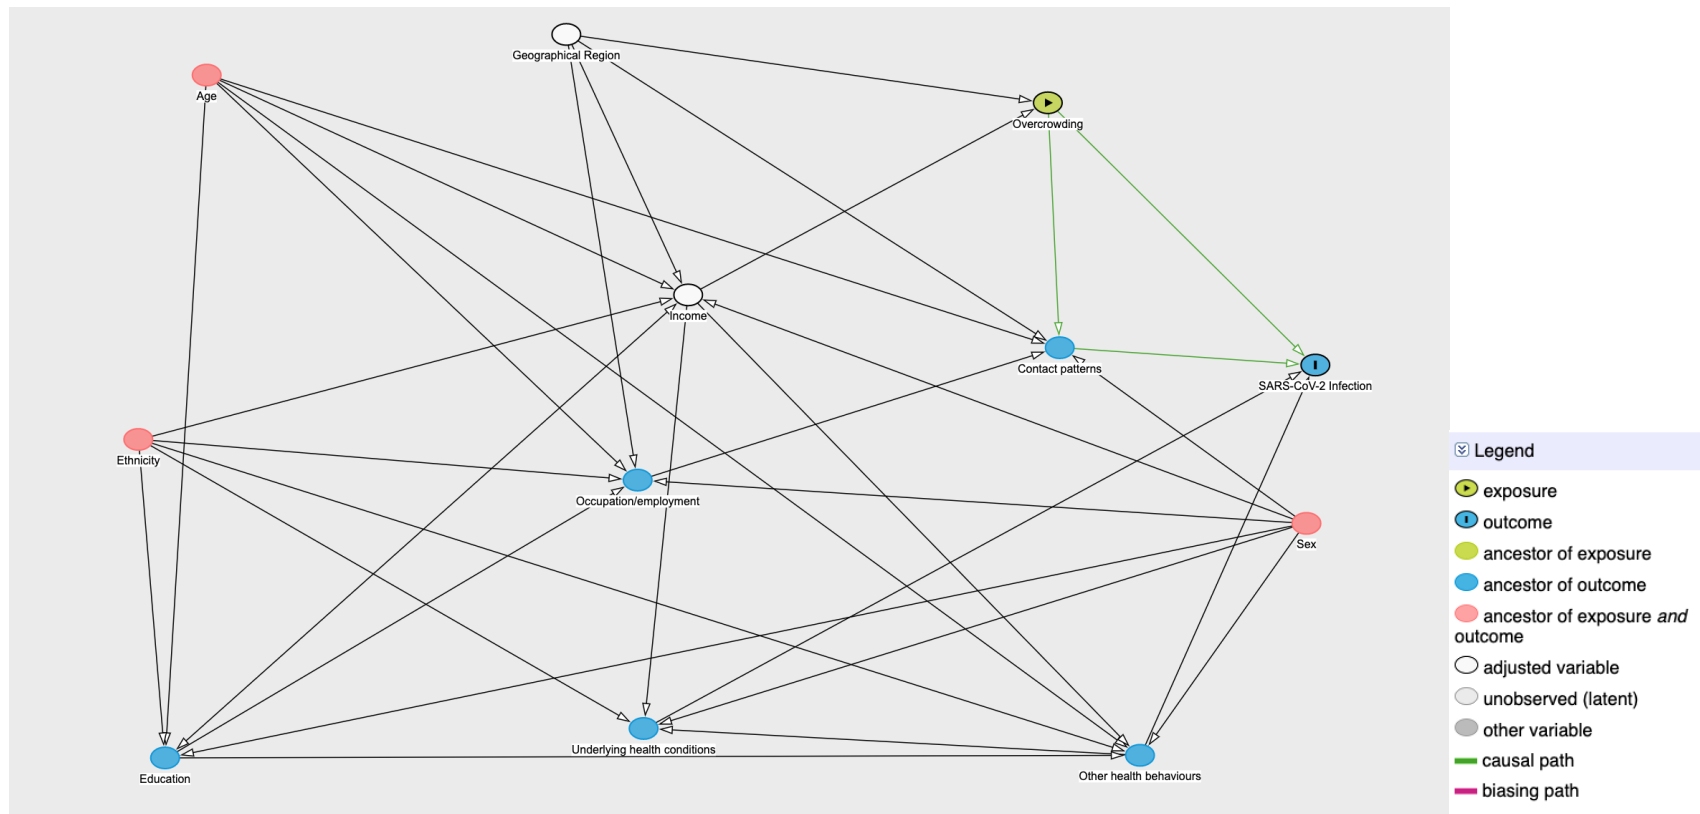 Geographical Region
Age
Overcrowding
Income
Contact patterns
SARS-CoV-2 Infection
Ethnicity
Occupation/employment
Sex
Underlying health conditions
Education
Other health behaviours
Legend
exposure
outcome
ancestor of exposure
ancestor of outcome
ancestor of exposure and
outcome
adjusted variable
unobserved (latent)
other variable
causal path
biasing path